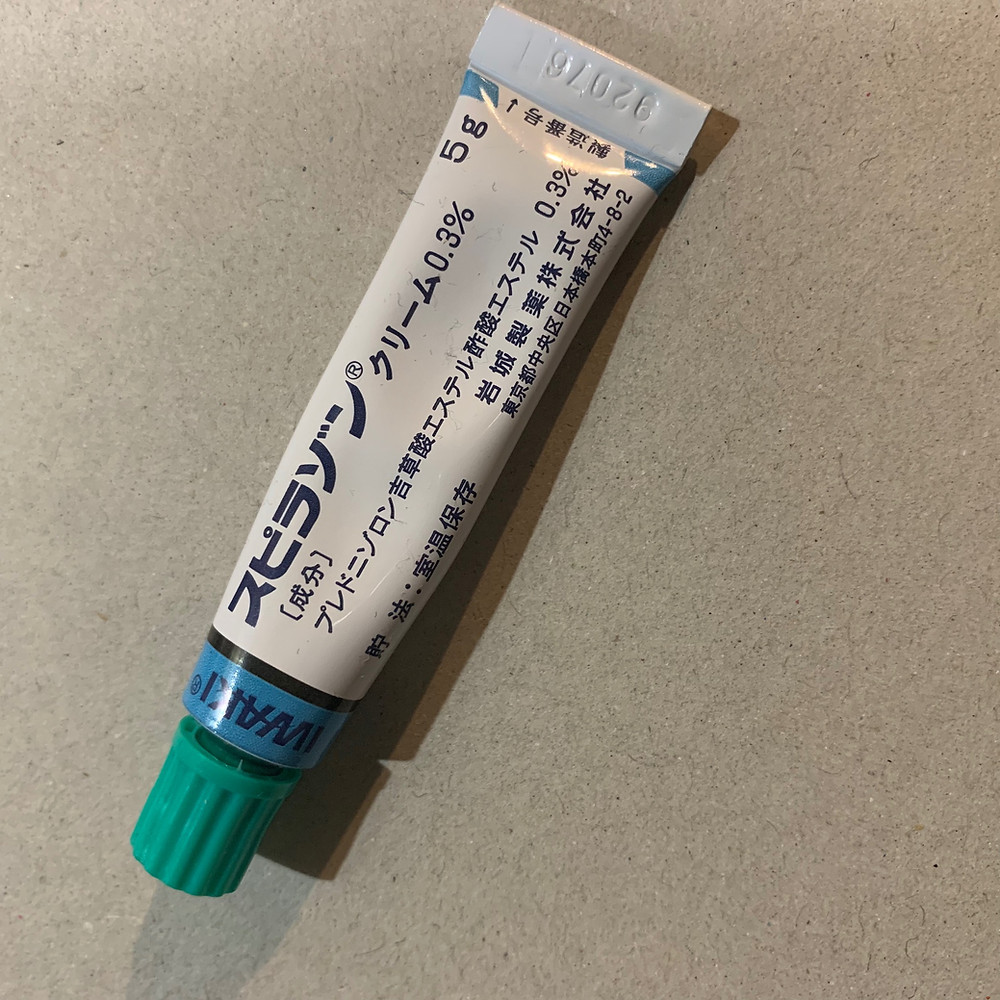 スピラゾン® クリーム0.3% 5g
[成分]
プレドニゾロン吉草酸エステル酢酸エステル 0.3%
岩城製薬株式会社
貯 法:室温保存 東京都中央区日本橋本町4-8-2
製造番号→
92076
IWAKI®